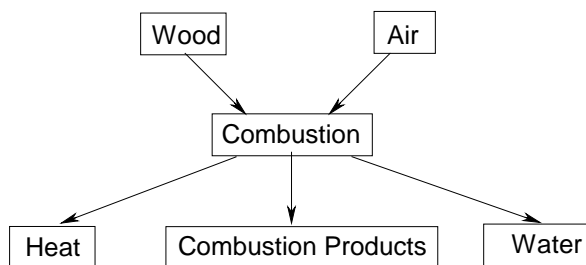 Wood
Air
Combustion
Heat
Combustion Products
Water